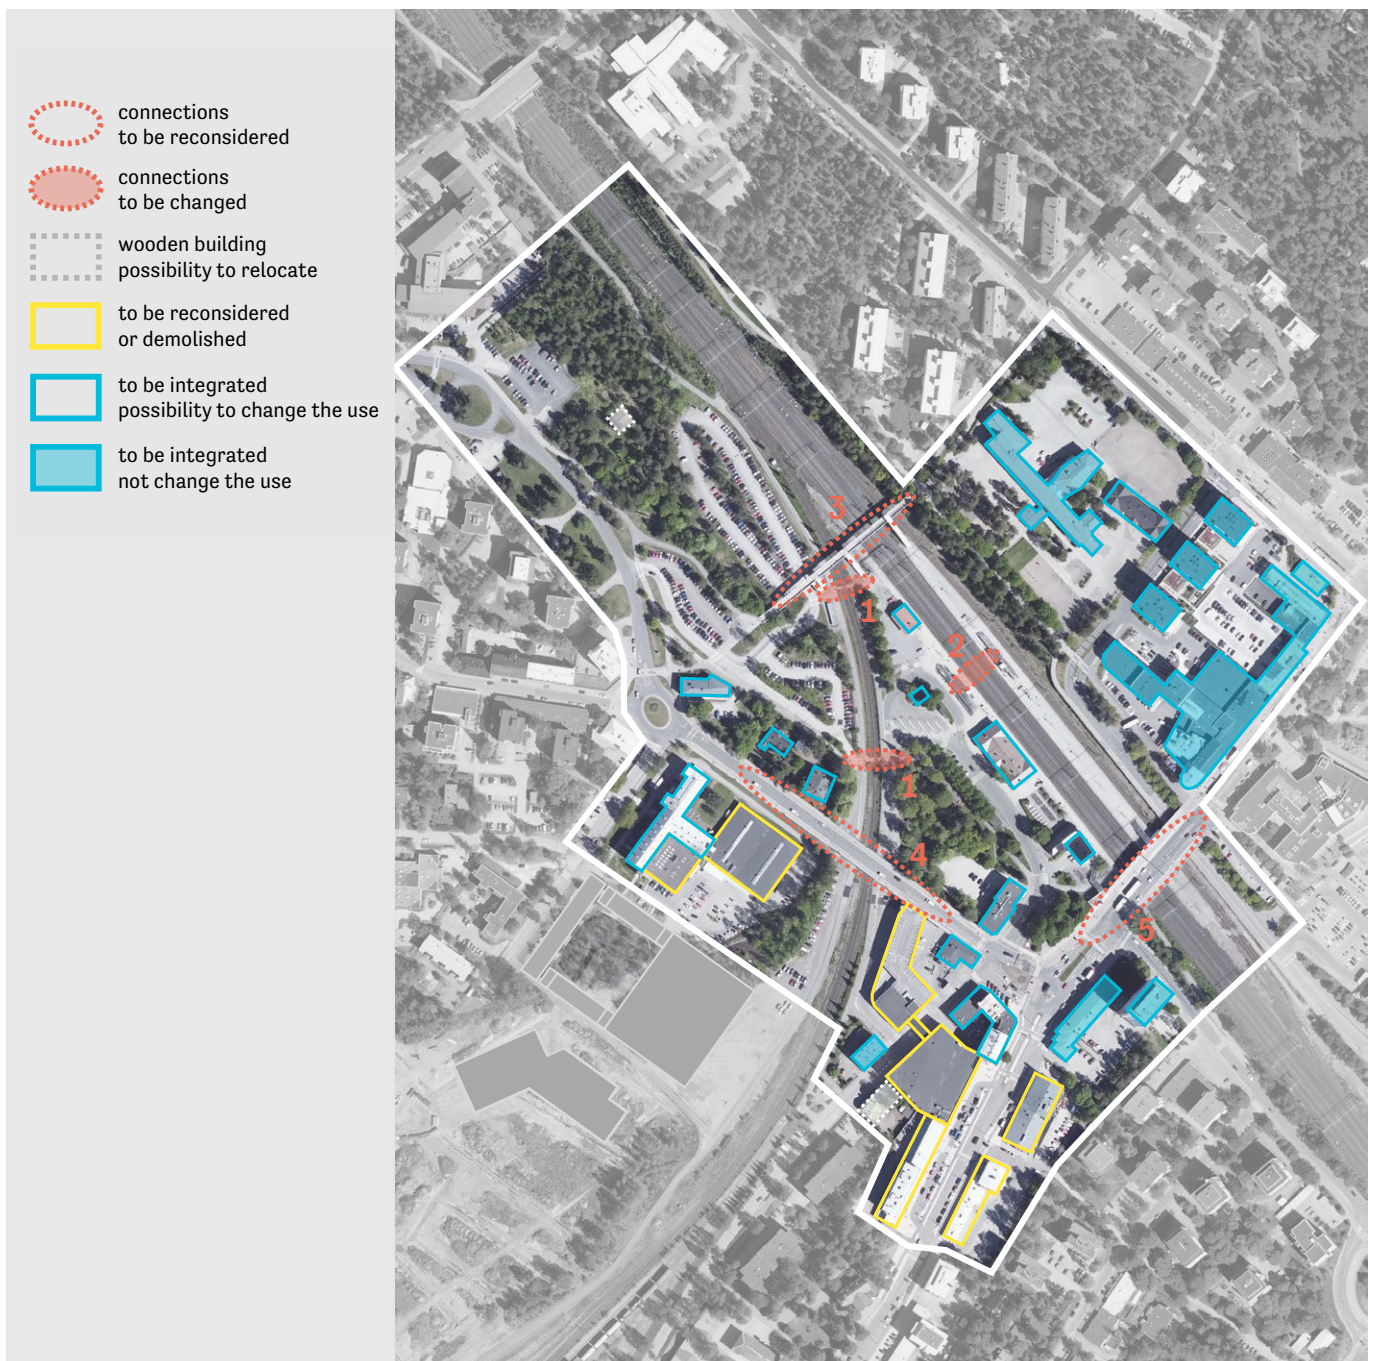 connections
to be reconsidered
connections
to be changed
wooden building
possibility to relocate
to be reconsidered
or demolished
to be integrated
possibility to change the use
to be integrated
not change the use
3
1
2
1
4
5